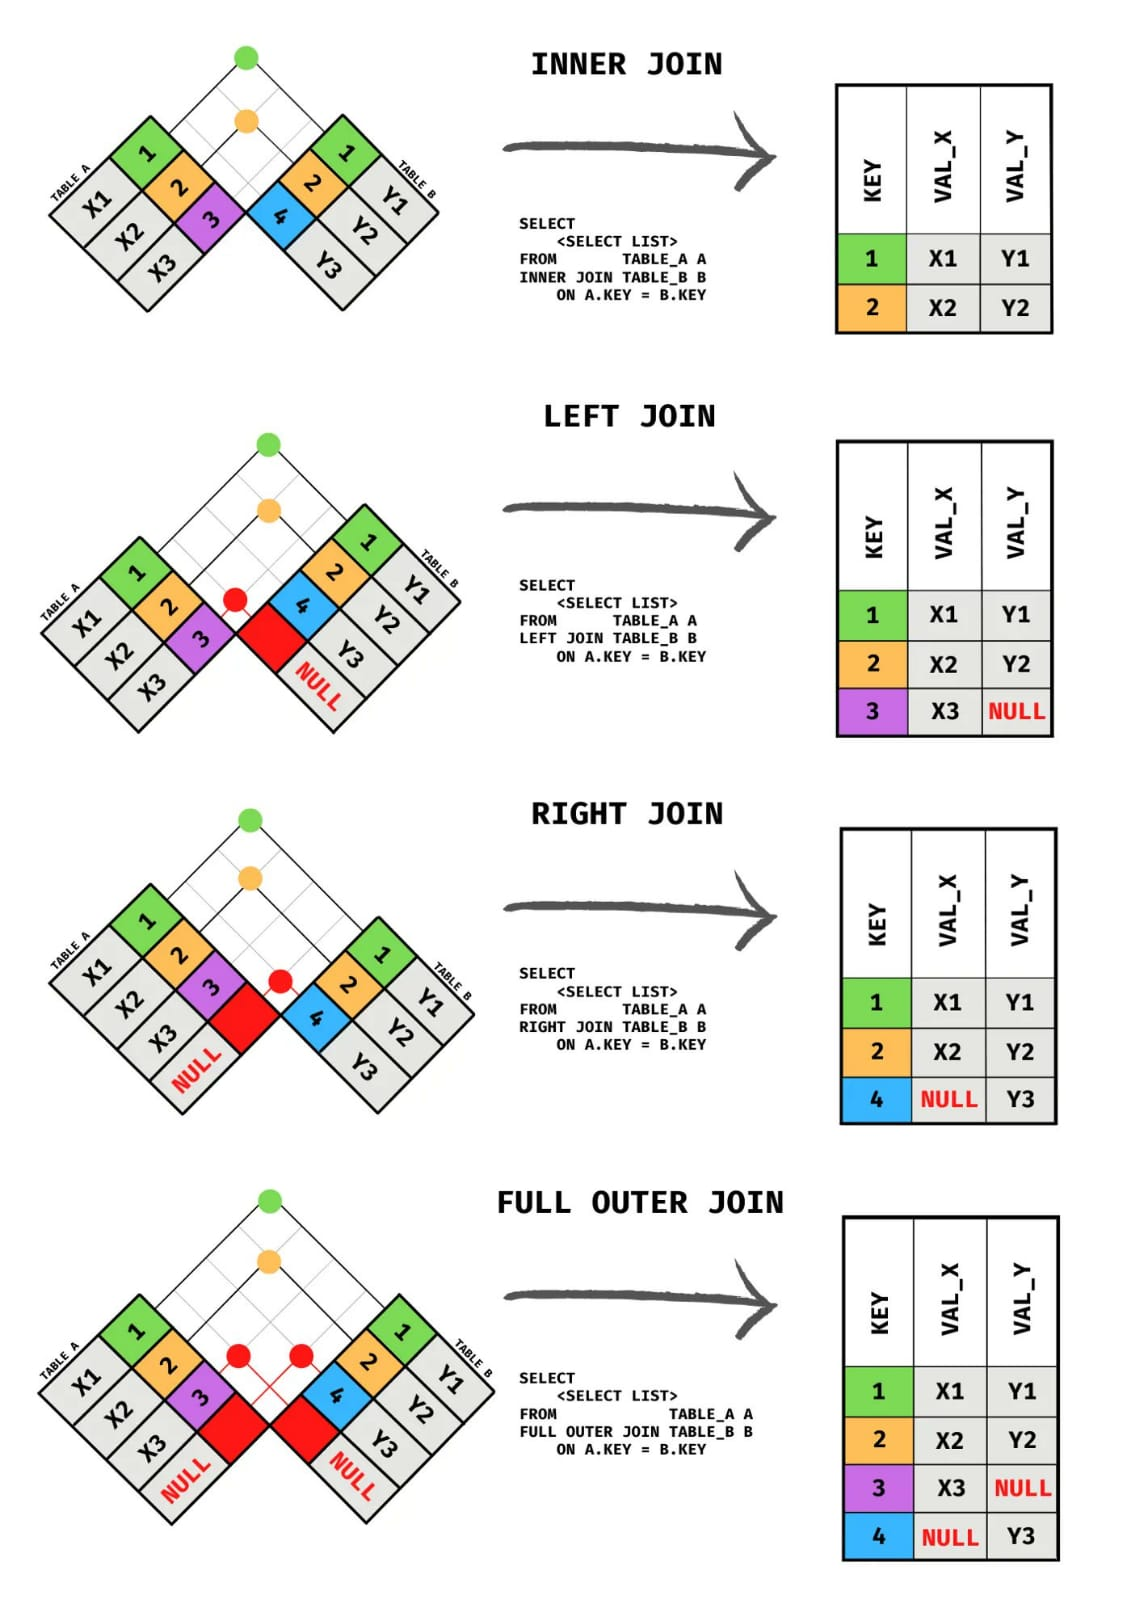 INNER JOIN
TABLE A
1
2
3
X1
X2
X3
TABLE B
1
2
4
Y1
Y2
Y3
SELECT
    <SELECT LIST>
FROM       TABLE_A A
INNER JOIN TABLE_B B
    ON A.KEY = B.KEY
KEY VAL_X VAL_Y
1 X1 Y1
2 X2 Y2
LEFT JOIN
TABLE A
1
2
3
X1
X2
X3
TABLE B
1
2
4
Y1
Y2
Y3
NULL
SELECT
    <SELECT LIST>
FROM      TABLE_A A
LEFT JOIN TABLE_B B
    ON A.KEY = B.KEY
KEY VAL_X VAL_Y
1 X1 Y1
2 X2 Y2
3 X3 NULL
RIGHT JOIN
TABLE A
1
2
3
X1
X2
X3
NULL
TABLE B
1
2
4
Y1
Y2
Y3
SELECT
    <SELECT LIST>
FROM       TABLE_A A
RIGHT JOIN TABLE_B B
    ON A.KEY = B.KEY
KEY VAL_X VAL_Y
1 X1 Y1
2 X2 Y2
4 NULL Y3
FULL OUTER JOIN
TABLE A
1
2
3
X1
X2
X3
NULL
TABLE B
1
2
4
Y1
Y2
Y3
NULL
SELECT
    <SELECT LIST>
FROM            TABLE_A A
FULL OUTER JOIN TABLE_B B
    ON A.KEY = B.KEY
KEY VAL_X VAL_Y
1 X1 Y1
2 X2 Y2
3 X3 NULL
4 NULL Y3